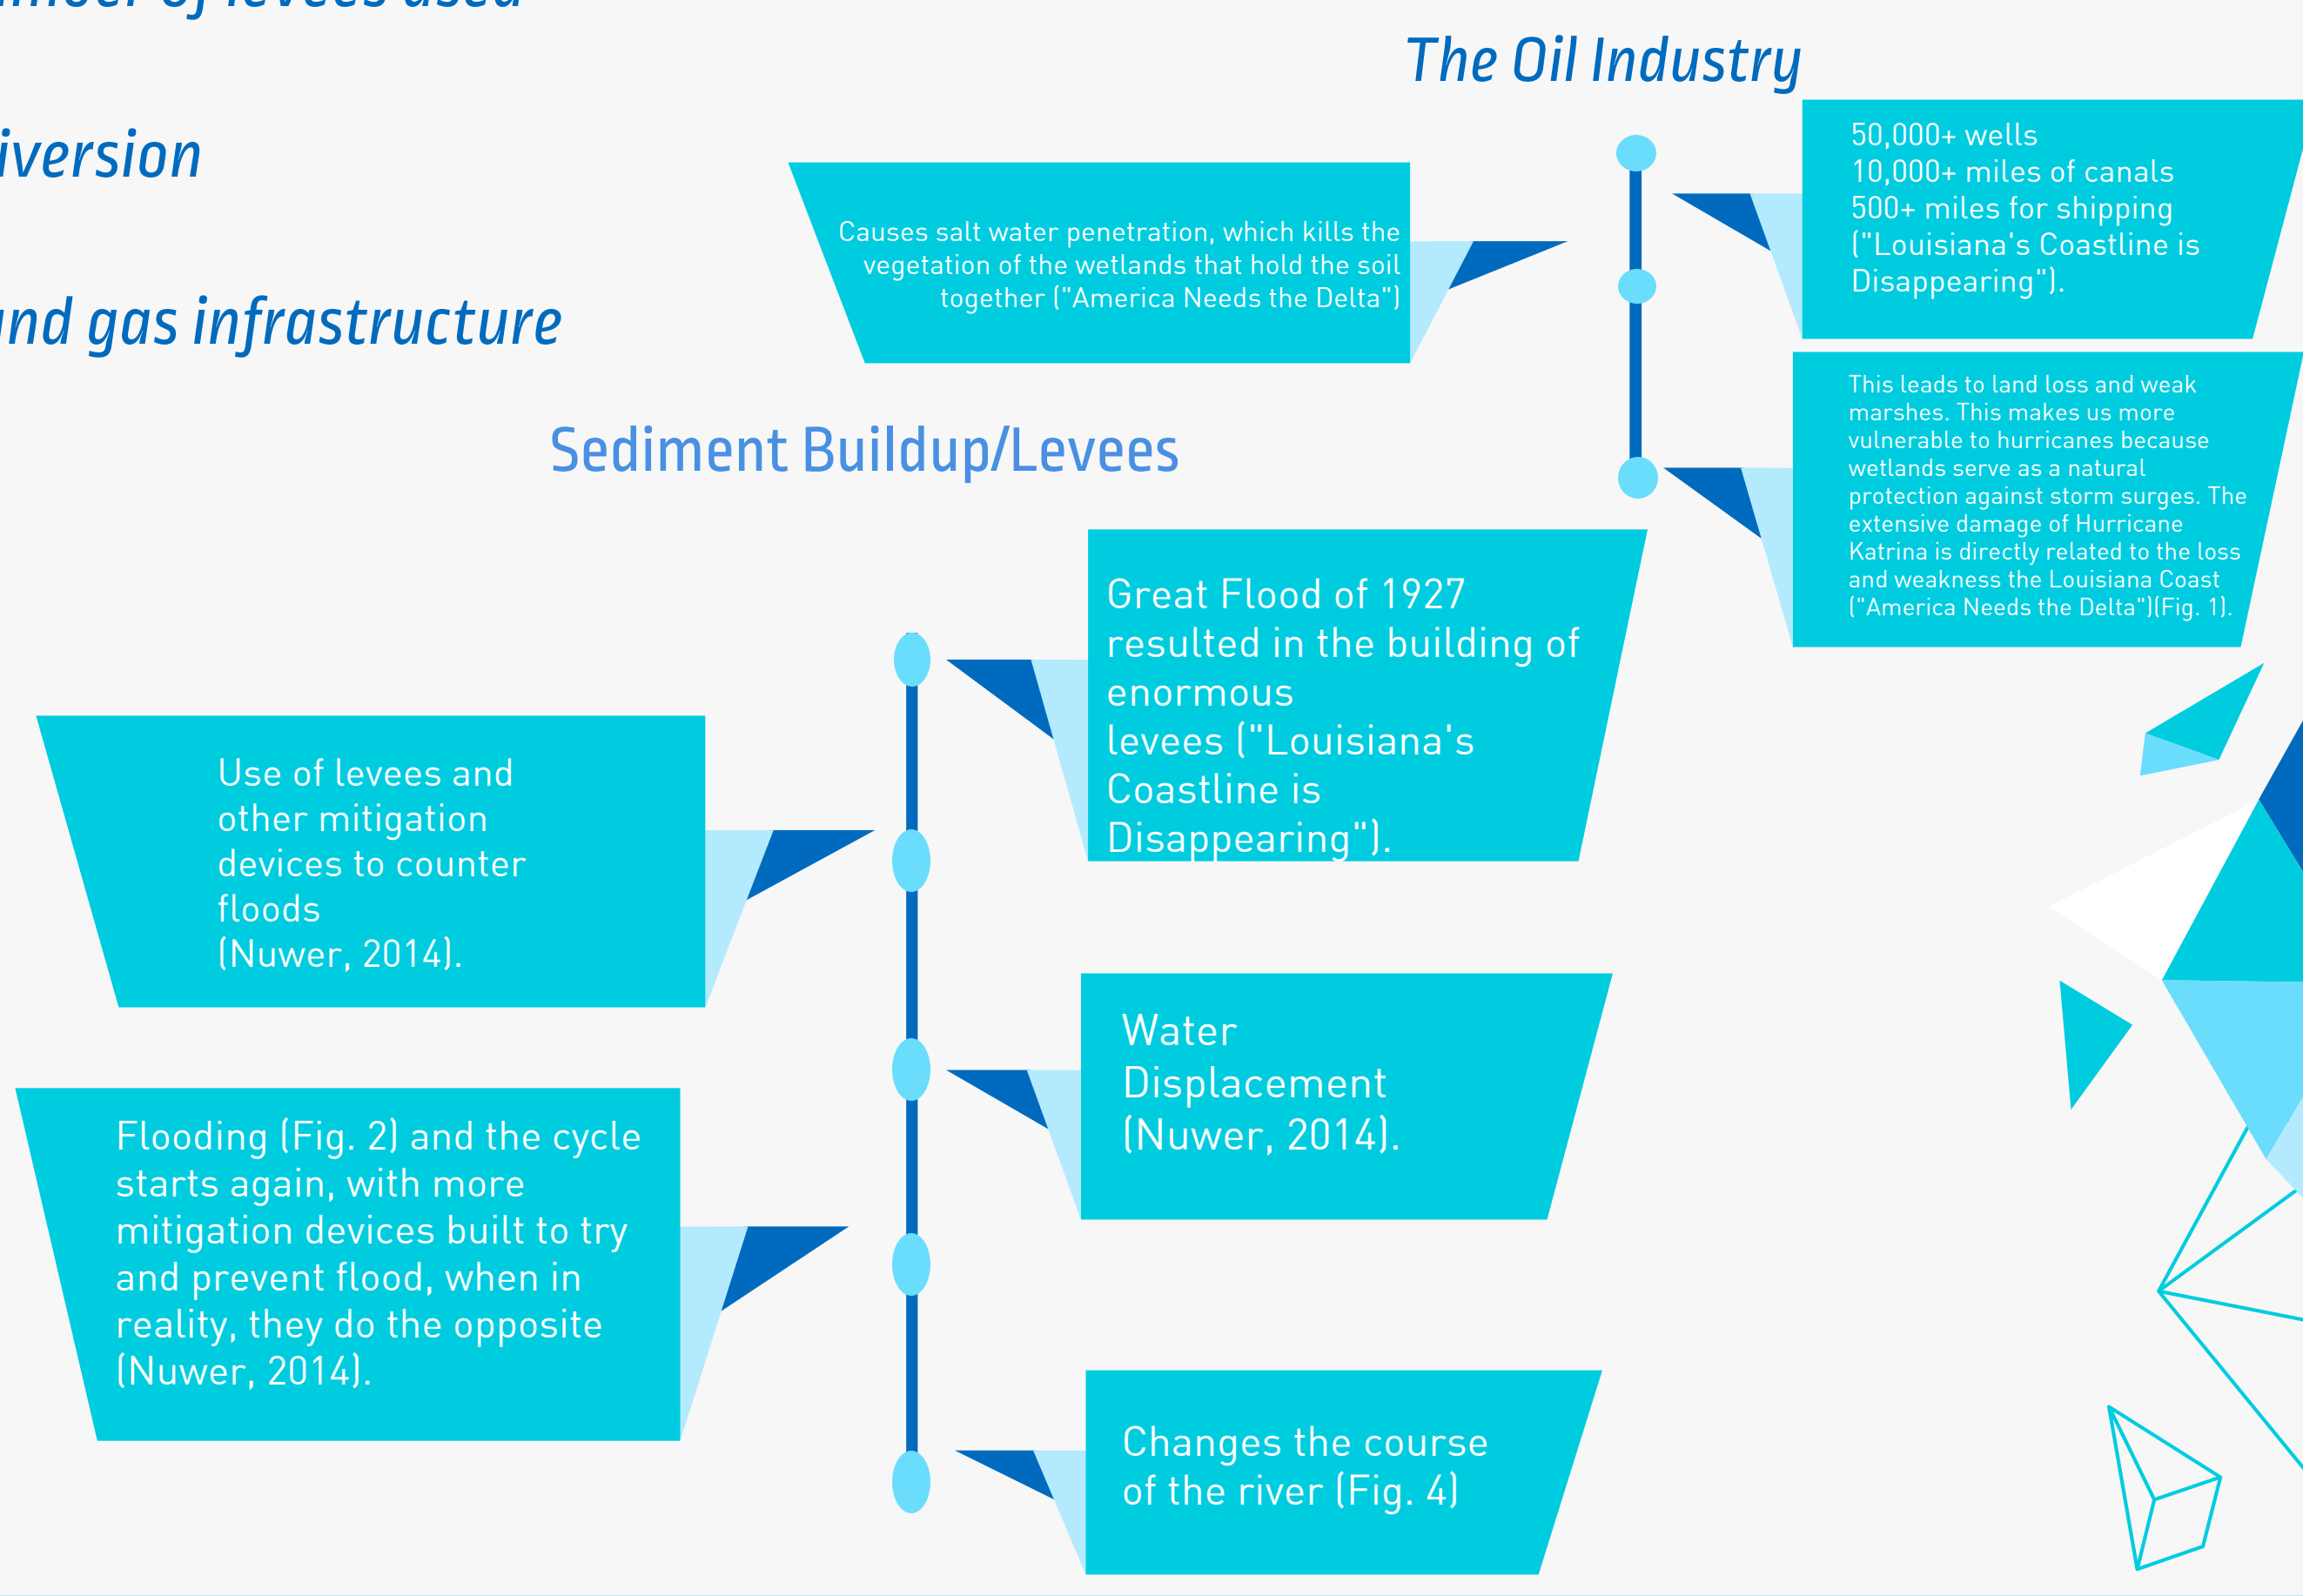 of levees used
The Oil Industry
iversion
nd gas infrastructure
50,000+ wells
10,000+ miles of canals
500+ miles for shipping
("Louisiana's Coastline is
Disappearing").
Causes salt water penetration, which kills the
vegetation of the wetlands that hold the soil
together ("America Needs the Delta")
This leads to land loss and weak
marshes. This makes us more
vulnerable to hurricanes because
wetlands serve as a natural
protection against storm surges. The
extensive damage of Hurricane
Katrina is directly related to the loss
and weakness the Louisiana Coast
("America Needs the Delta")(Fig. 1).
Sediment Buildup/Levees
Great Flood of 1927
resulted in the building of
enormous
levees ("Louisiana's
Coastline is
Disappearing").
Use of levees and
other mitigation
devices to counter
floods
(Nuwer, 2014).
Water
Displacement
(Nuwer, 2014).
Flooding (Fig. 2) and the cycle
starts again, with more
mitigation devices built to try
and prevent flood, when in
reality, they do the opposite
(Nuwer, 2014).
Changes the course
of the river (Fig. 4)